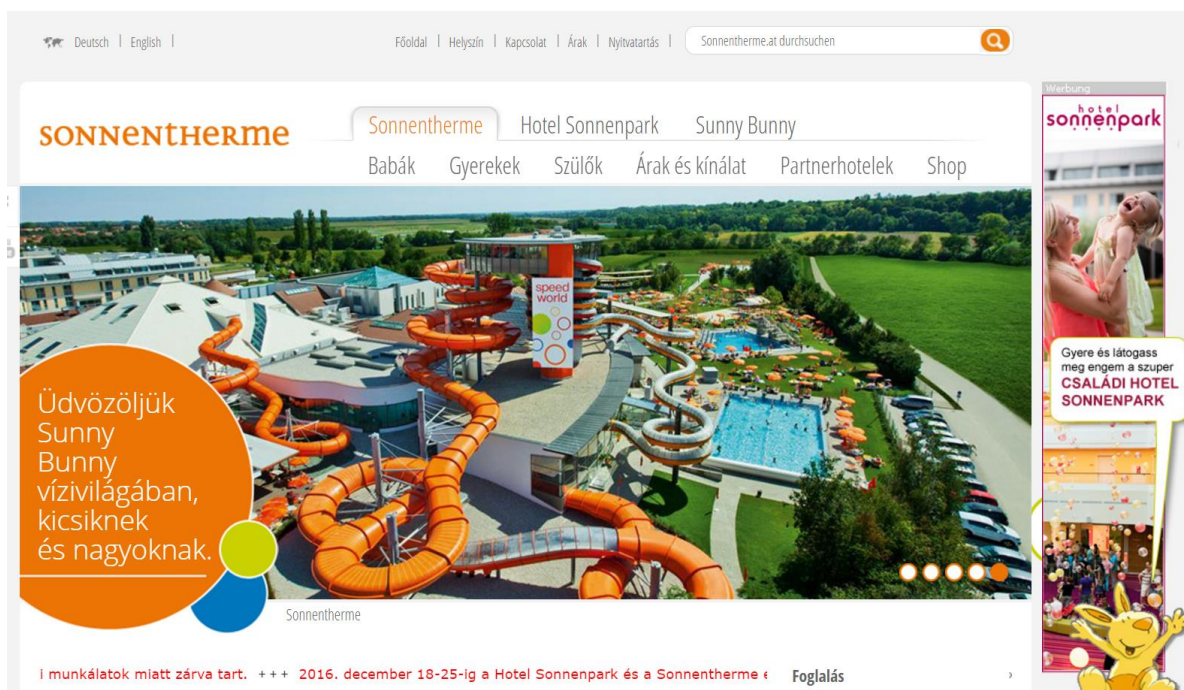 Deutsch | English |
Főoldal | Helyszín | Kapcsolat | Árak | Nyitvatartás |
Sonnentherme.at durchsuchen
Werbung
sonnentherme
Sonnentherme Hotel Sonnenpark Sunny Bunny
Babák Gyerekek Szülők Árak és kínálat Partnerhotelek Shop
hotel
sonnenpark
speed
world
Üdvözöljük
Sunny
Bunny
vízivilágában,
kicsiknek
és nagyoknak.
Gyere és látogass
meg engem a szuper
CSALÁDI HOTEL
SONNENPARK
Sonnentherme
i munkálatok miatt zárva tart. +++ 2016. december 18-25-ig a Hotel Sonnenpark és a Sonnentherme
Foglalás ›